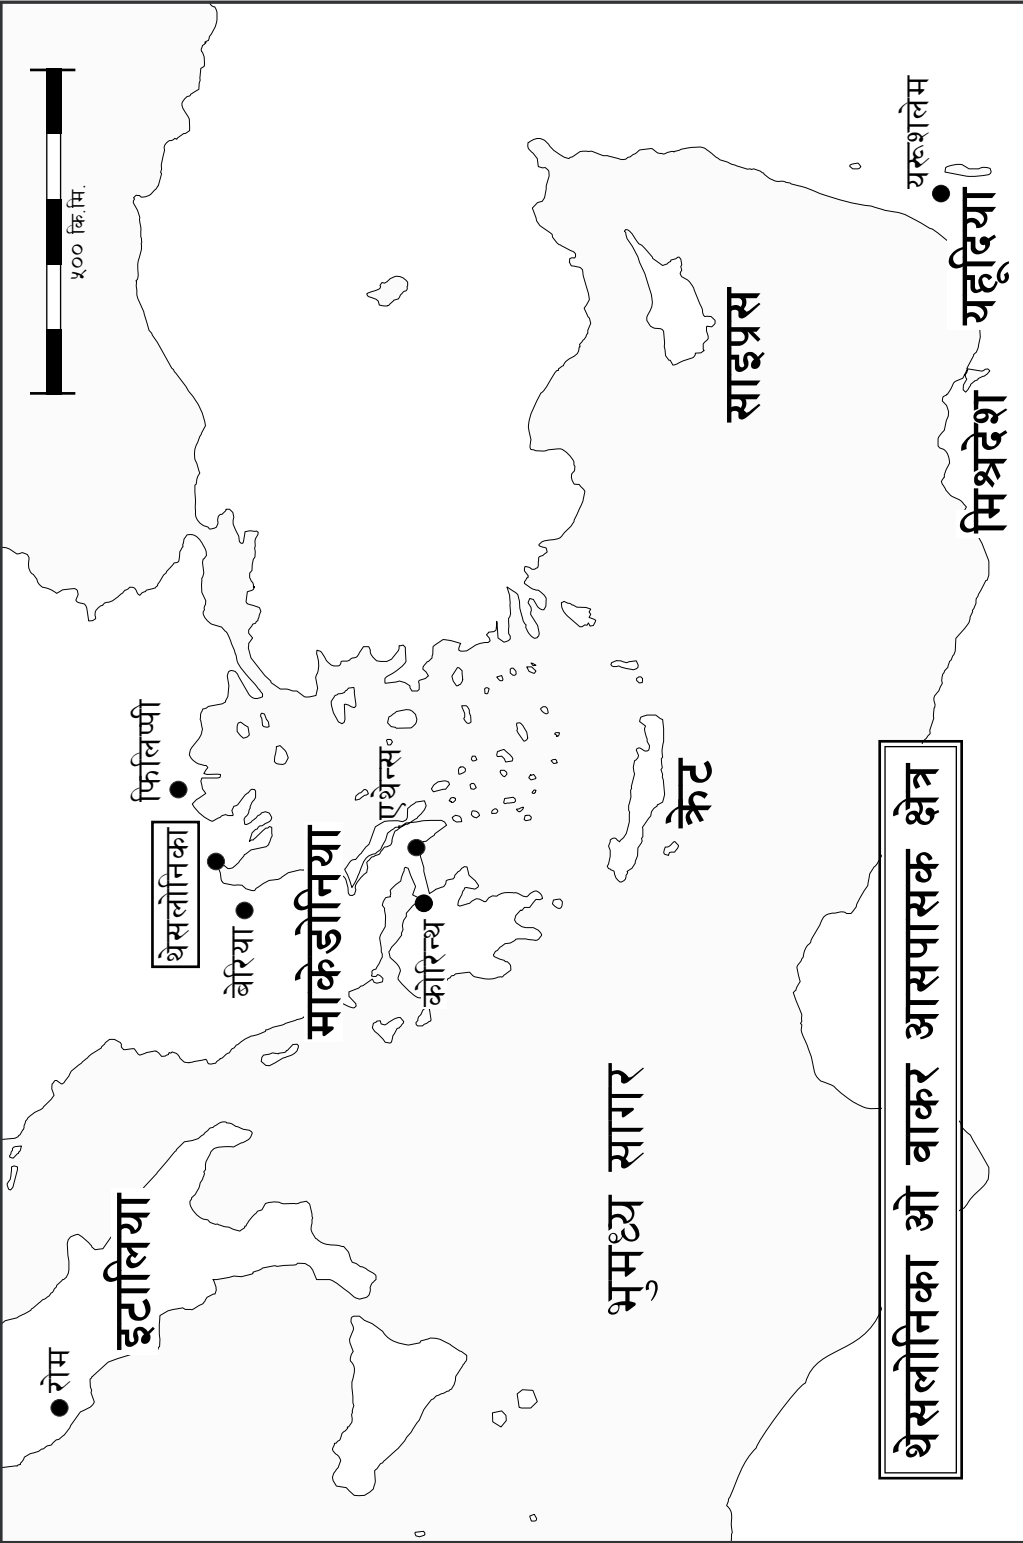 रोम
इटालिया
थेसलोनिका
फिलिप्पी
बेरिया
माकेडोनिया
एथेन्स
कोरिन्थ
५०० कि.मि.
भुमध्य सागर
क्रेट
साइप्रस
यरूशलेम
यहूदिया
मिश्रदेश
थेसलोनिका ओ वाकर आसपासक क्षेत्र